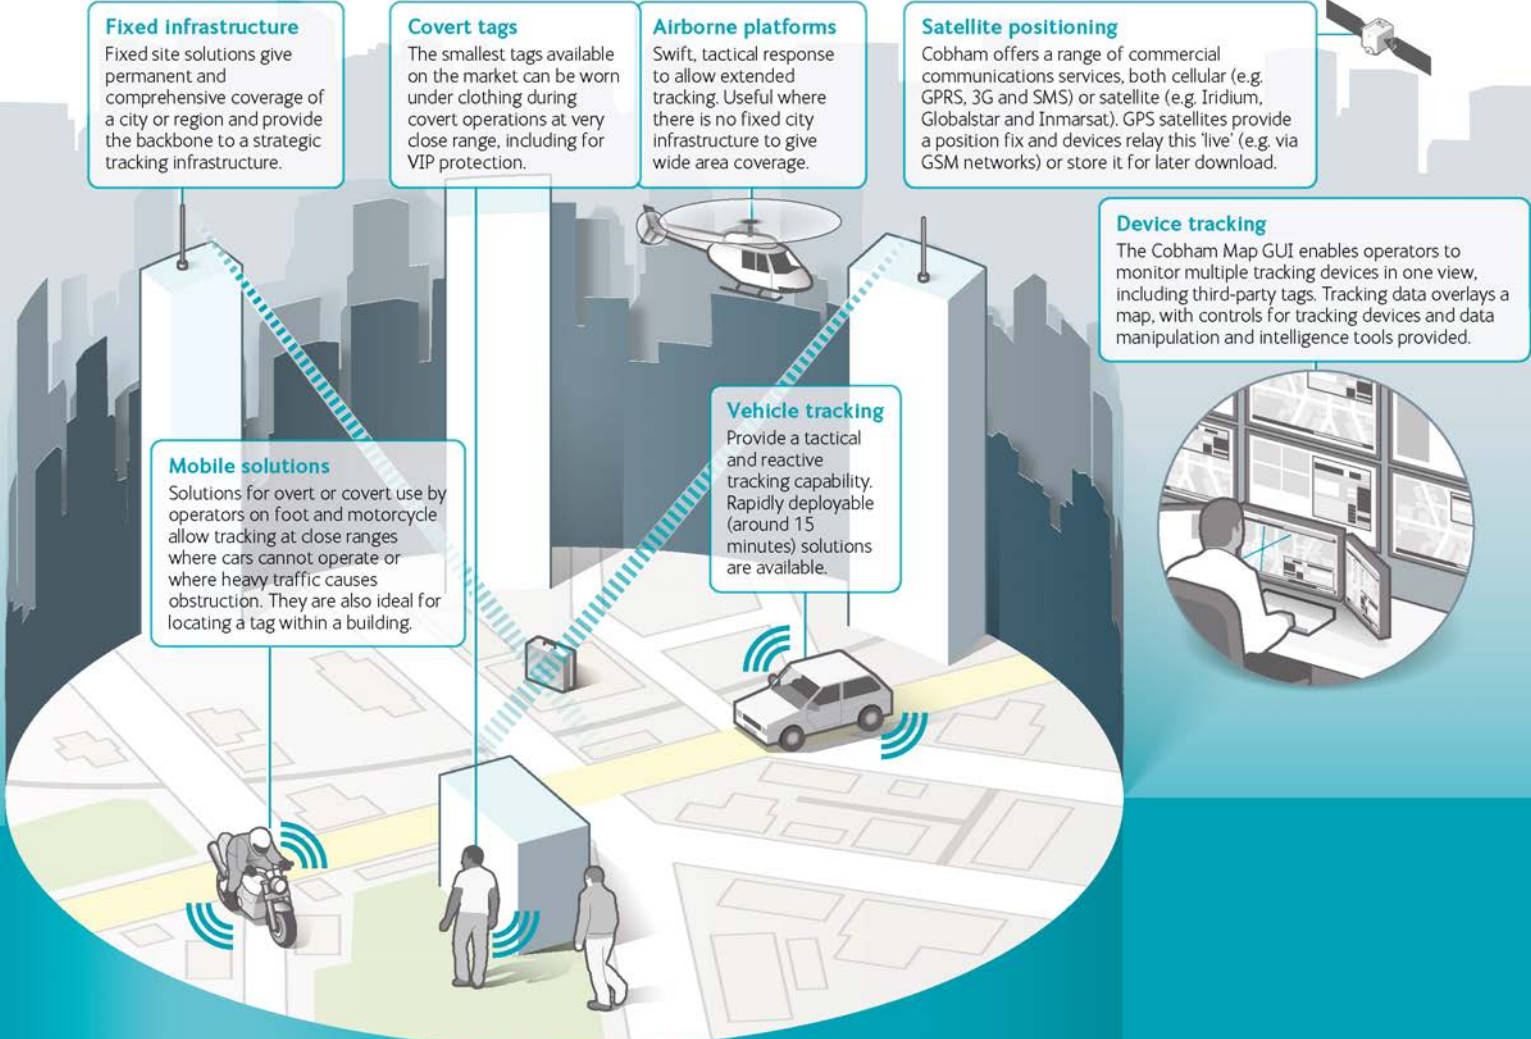 Fixed infrastructure
Fixed site solutions give
permanent and
comprehensive coverage of
a city or region and provide
the backbone to a strategic
tracking infrastructure.
Covert tags
The smallest tags available
on the market can be worn
under clothing during
covert operations at very
close range, including for
VIP protection.
Airborne platforms
Swift, tactical response
to allow extended
tracking. Useful where
there is no fixed city
infrastructure to give
wide area coverage.
Satellite positioning
Cobham offers a range of commercial
communications services, both cellular (e.g.
GPRS, 3G and SMS) or satellite (e.g. Iridium,
Globalstar and Inmarsat). GPS satellites provide
a position fix and devices relay this ‘live’ (e.g. via
GSM networks) or store it for later download.
Device tracking
The Cobham Map GUI enables operators to
monitor multiple tracking devices in one view,
including third-party tags. Tracking data overlays a
map, with controls for tracking devices and data
manipulation and intelligence tools provided.
Vehicle tracking
Provide a tactical
and reactive
tracking capability.
Rapidly deployable
(around 15
minutes) solutions
are available.
Mobile solutions
Solutions for overt or covert use by
operators on foot and motorcycle
allow tracking at close ranges
where cars cannot operate or
where heavy traffic causes
obstruction. They are also ideal for
locating a tag within a building.